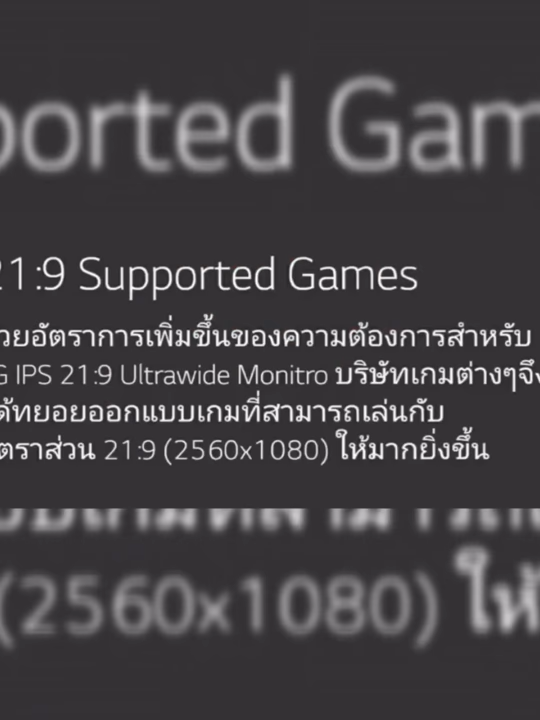 ported Gam
21:9 Supported Games
วยอัตราการเพิ่มขึ้นของความต้องการสำหรับ
G IPS 21:9 Ultrawide Monitro บริษัทเกมต่างๆจึง
ด้ทยอยออกแบบเกมที่สามารถเล่นกับ
ตราส่วน 21:9 (2560x1080) ให้มากยิ่งขึ้น
(2560x1080) ให้